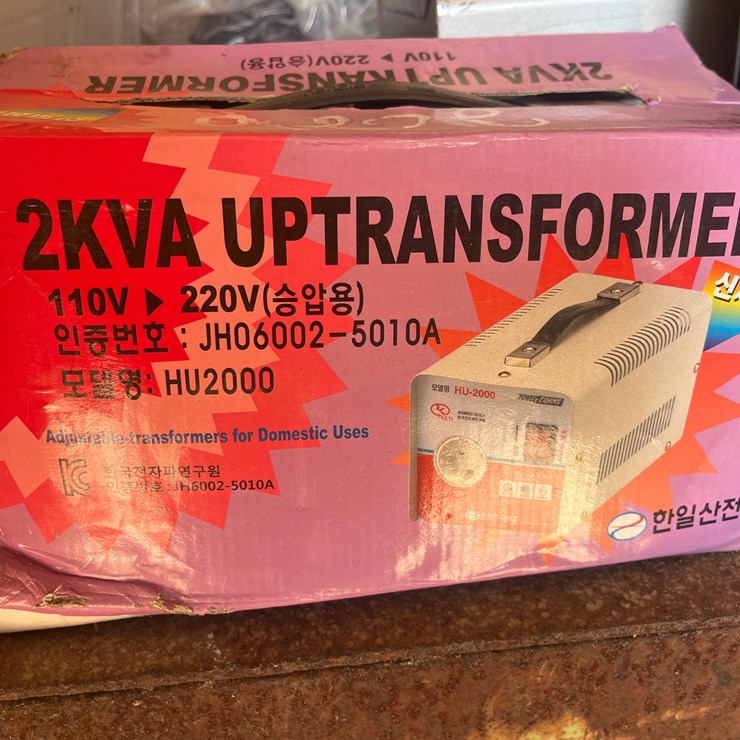 2KVA UPTRANSFORMER
110V ▶ 220V(승압용)
2KVA UPTRANSFORME
110V ▶ 220V(승압용)
인증번호 : JH06002-5010A
모델명: HU2000
Adjustable-transformers for Domestic Uses
한국전자파연구원
인증번호:JH6002-5010A
모델명 HU-2000
한일산전